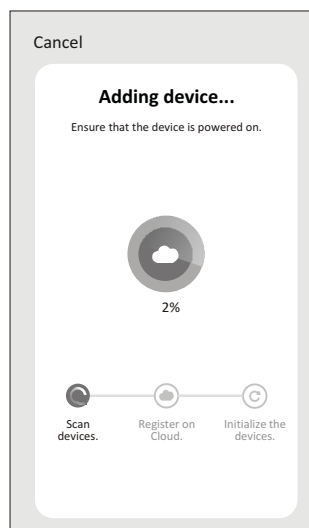 Cancel
Adding device...
Ensure that the device is powered on.
2%
Scan
devices.
Register on
Cloud.
Initialize the
devices.